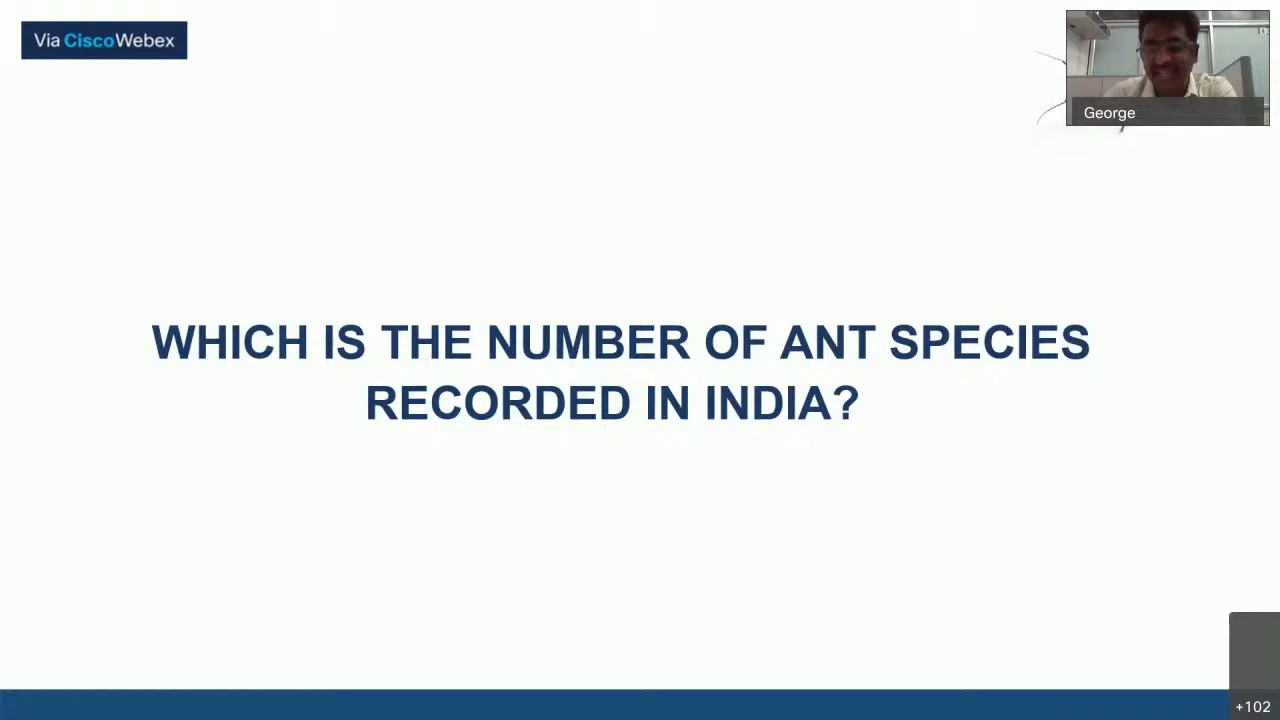 Via CiscoWebex
George
WHICH IS THE NUMBER OF ANT SPECIES
RECORDED IN INDIA?
+102